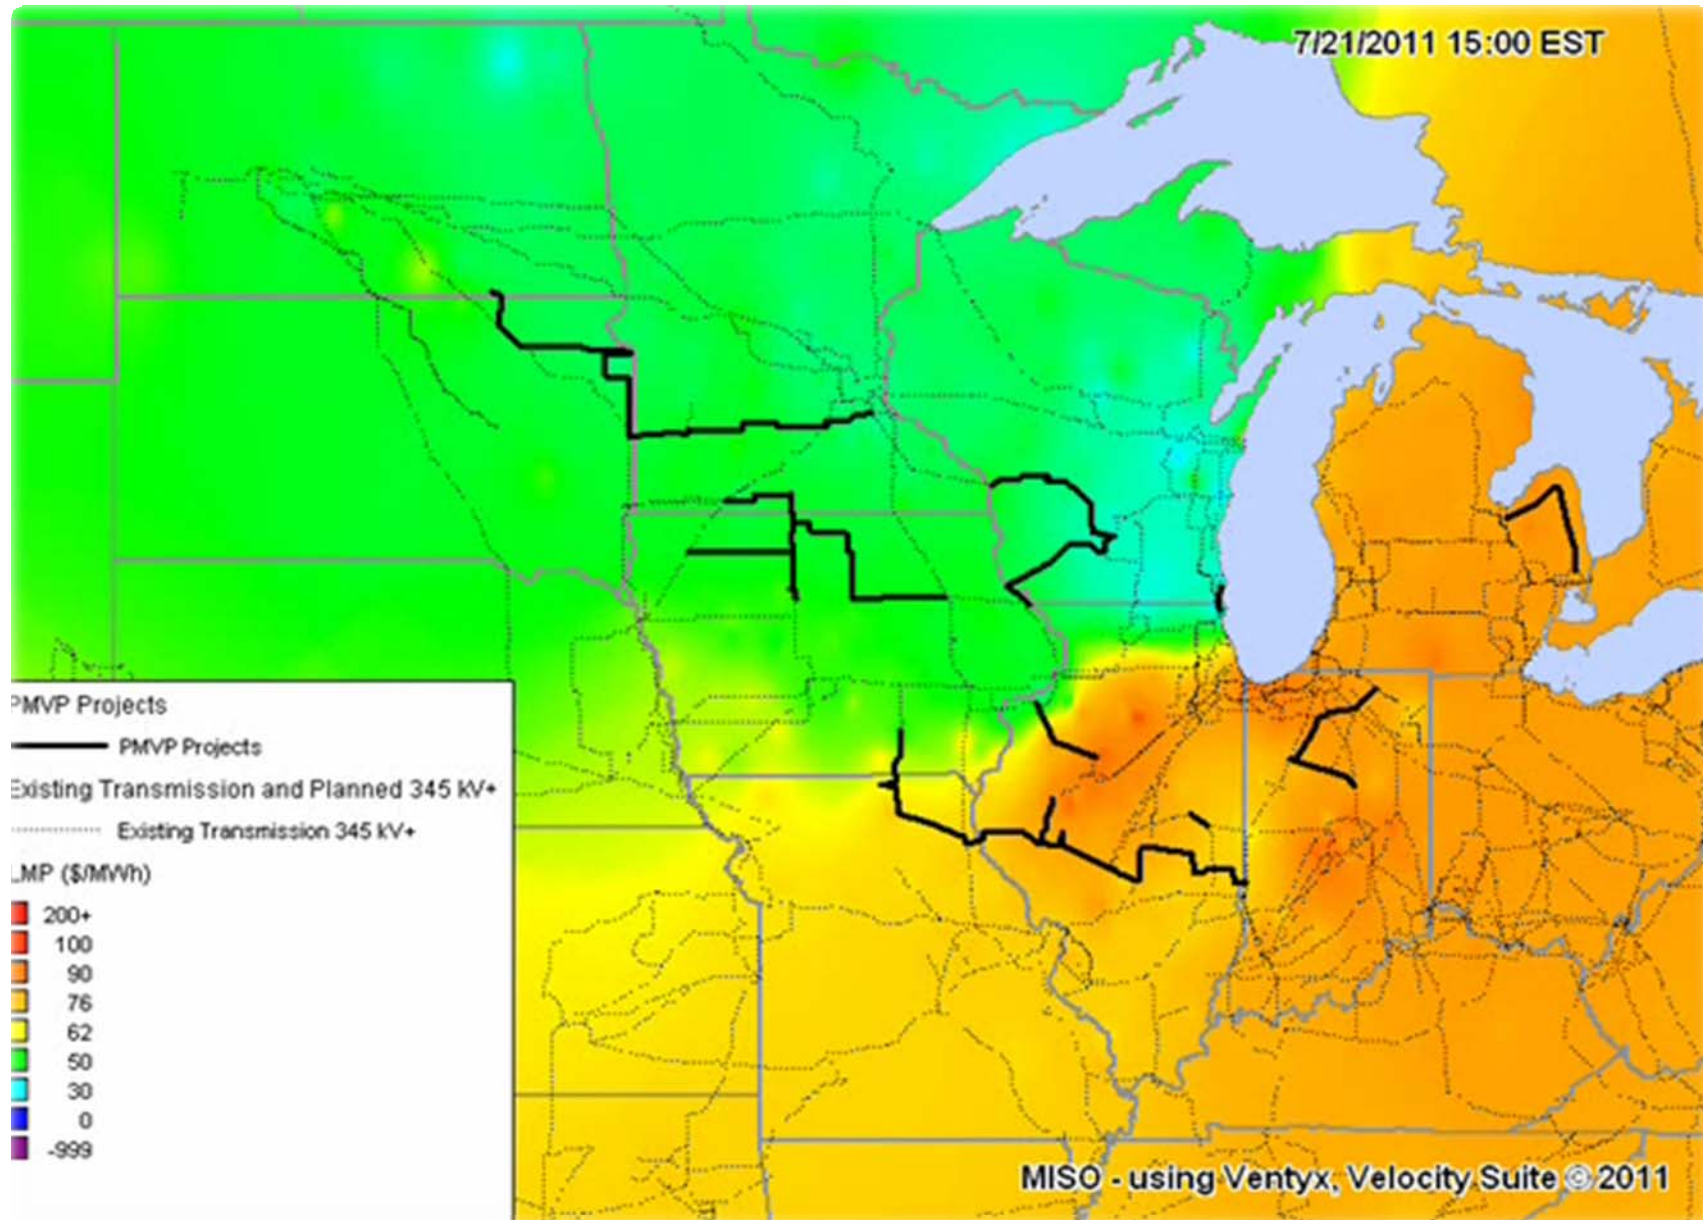 7/21/2011 15:00 EST
PMVP Projects
PMVP Projects
Existing Transmission and Planned 345 kV+
Existing Transmission 345 kV+
LMP ($/MWh)
200+
100
90
76
62
50
30
0
-999
MISO - using Ventyx, Velocity Suite © 2011